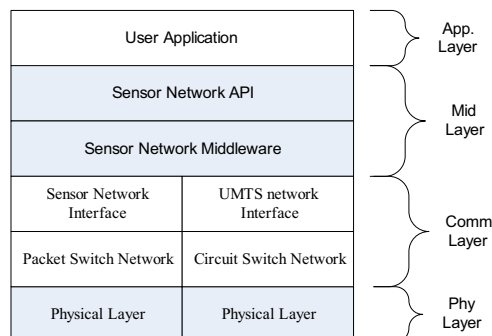 User Application
App.
Layer
Sensor Network API
Mid
Layer
Sensor Network Middleware
Sensor Network
Interface
UMTS network
Interface
Comm
Layer
Packet Switch Network
Circuit Switch Network
Physical Layer
Physical Layer
Phy
Layer